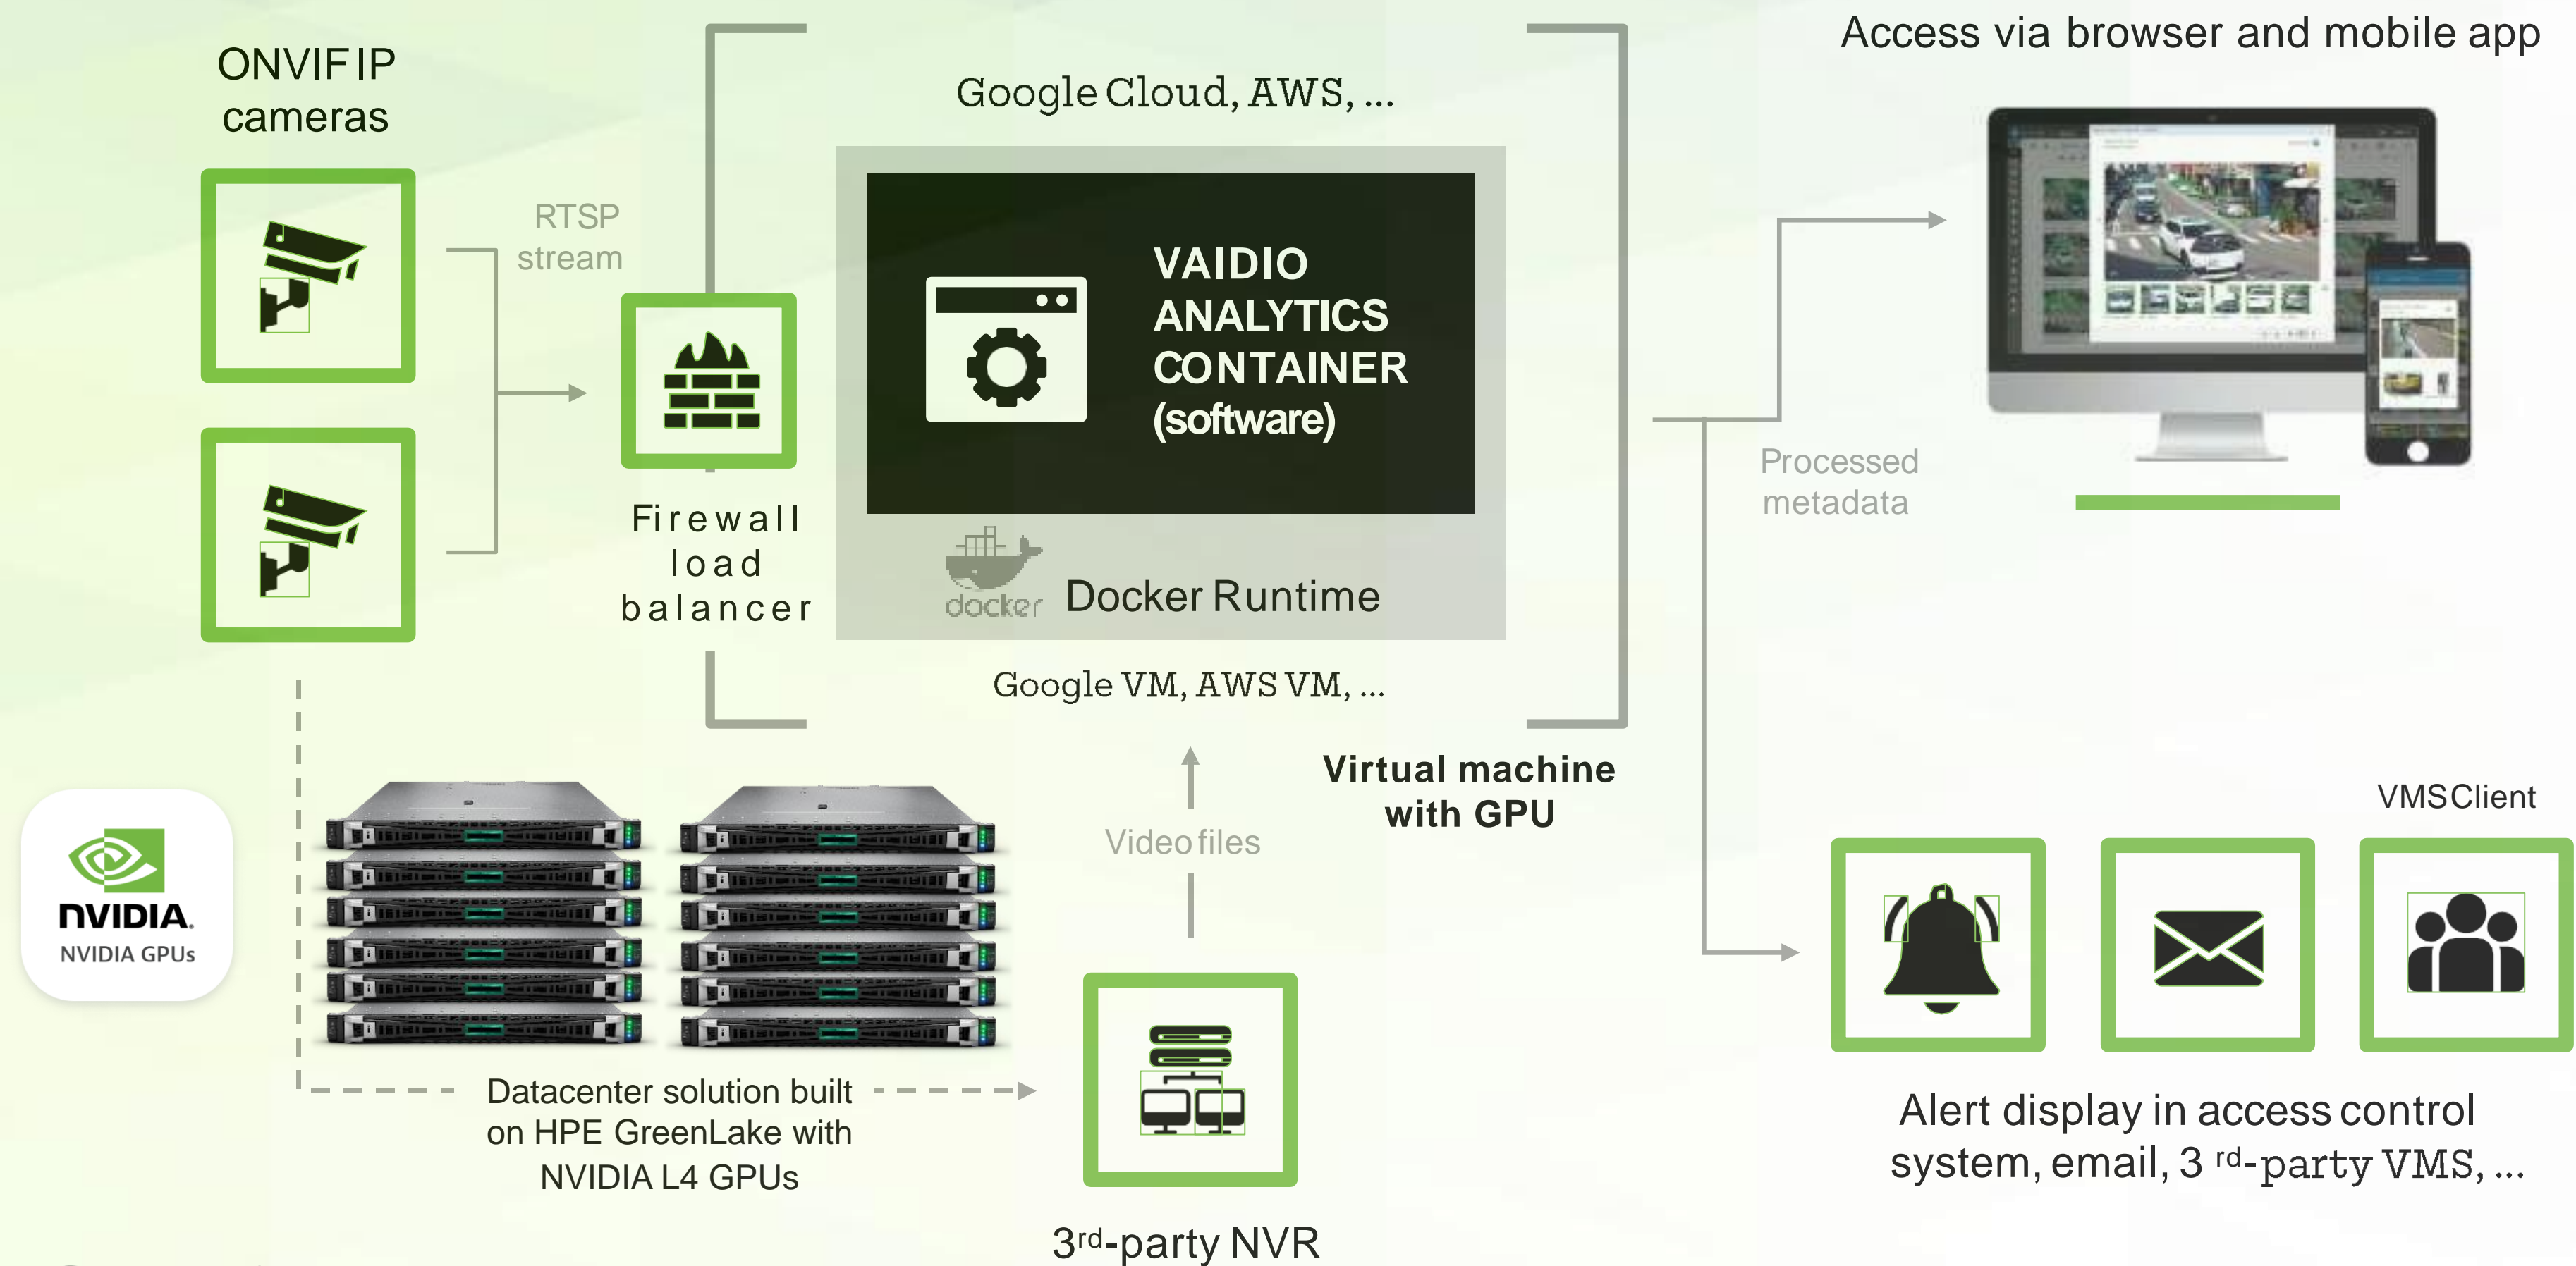 ONVIF IP
cameras
RTSP
stream
Firewall
load
balancer
Google Cloud, AWS, ...
VAIDIO
ANALYTICS
CONTAINER
(software)
docker
Docker Runtime
Google VM, AWS VM, ...
Virtual machine
with GPU
Video files
Access via browser and mobile app
Processed
metadata
NVIDIA.
NVIDIA GPUs
Datacenter solution built
on HPE GreenLake with
NVIDIA L4 GPUs
3rd-party NVR
VMSClient
Alert display in access control
system, email, 3 rd-party VMS, ...